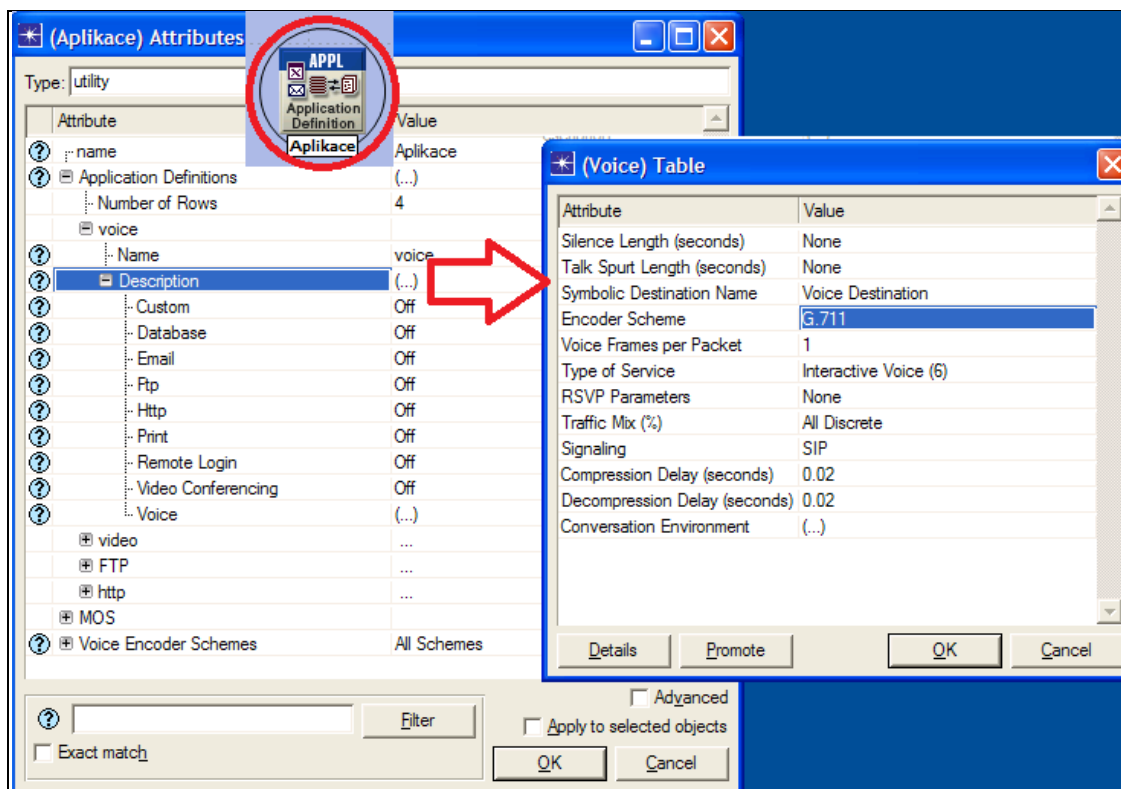 (Aplikace) Attributes
APPL
Application
Definition
Aplikace
Type: utility
Attribute Value
name Aplikace
Application Definitions (...)
Number of Rows 4
voice
Name voice
Description (...)
Custom Off
Database Off
Email Off
Ftp Off
Http Off
Print Off
Remote Login Off
Video Conferencing Off
Voice (...)
video ...
FTP ...
http ...
MOS
Voice Encoder Schemes All Schemes
Advanced
Filter
Apply to selected objects
Exact match
OK Cancel
(Voice) Table
Attribute Value
Silence Length (seconds) None
Talk Spurt Length (seconds) None
Symbolic Destination Name Voice Destination
Encoder Scheme G.711
Voice Frames per Packet 1
Type of Service Interactive Voice (6)
RSVP Parameters None
Traffic Mix (%) All Discrete
Signaling SIP
Compression Delay (seconds) 0.02
Decompression Delay (seconds) 0.02
Conversation Environment (...)
Details Promote OK Cancel